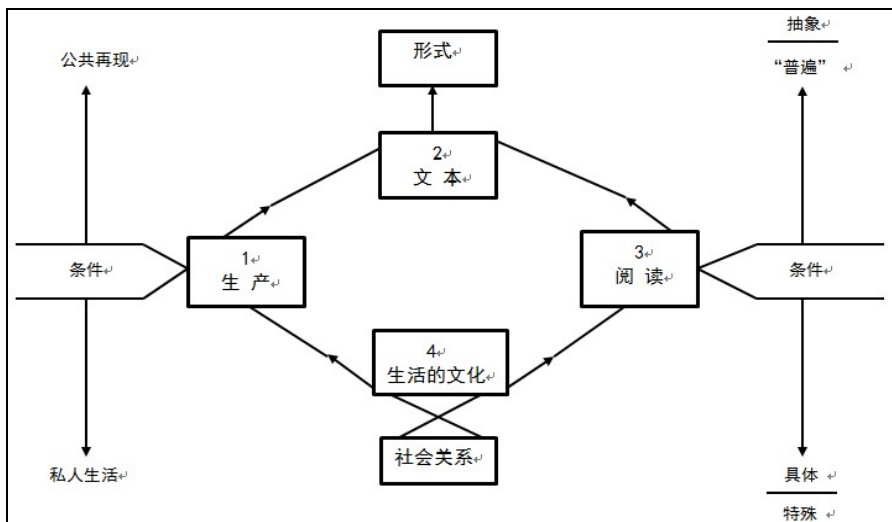 抽象
形式
公共再现
“普遍”
2
文 本
1
生 产
3
阅 读
条件
条件
4
生活的文化
社会关系
私人生活
具体
特殊